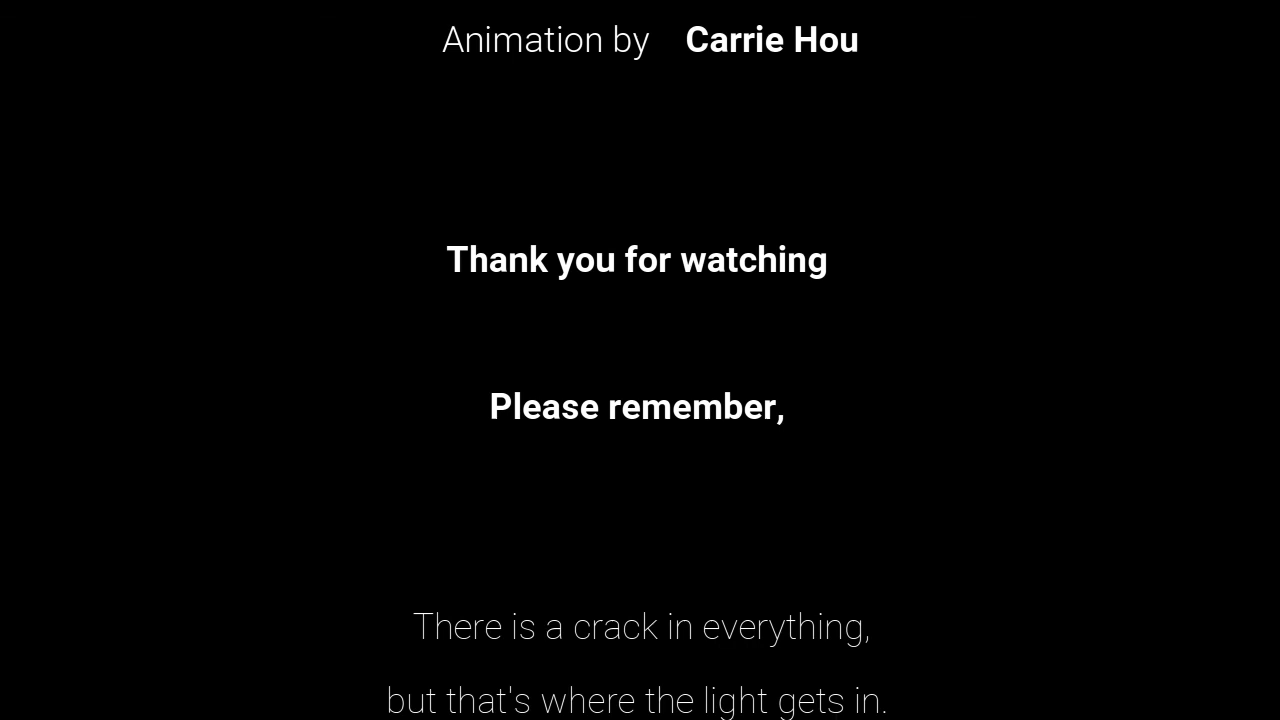 Animation by Carrie Hou
Thank you for watching
Please remember,
There is a crack in everything,
but that's where the light gets in.